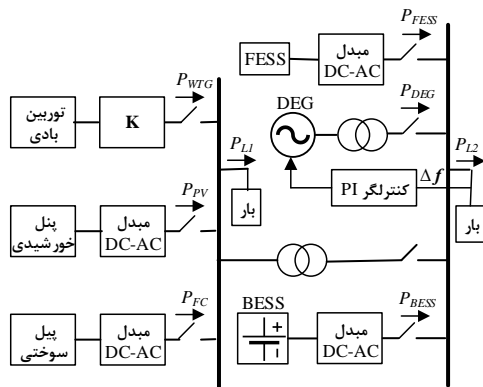 P_FESS
FESS
مبدل
DC-AC
P_WTG
DEG
P_DEG
توربین
بادی
K
P_L1
P_L2
بار
کنترلگر PI
Δf
بار
P_PV
پنل
خورشیدی
مبدل
DC-AC
P_FC
BESS
P_BESS
پیل
سوختی
مبدل
DC-AC
+
-
مبدل
DC-AC